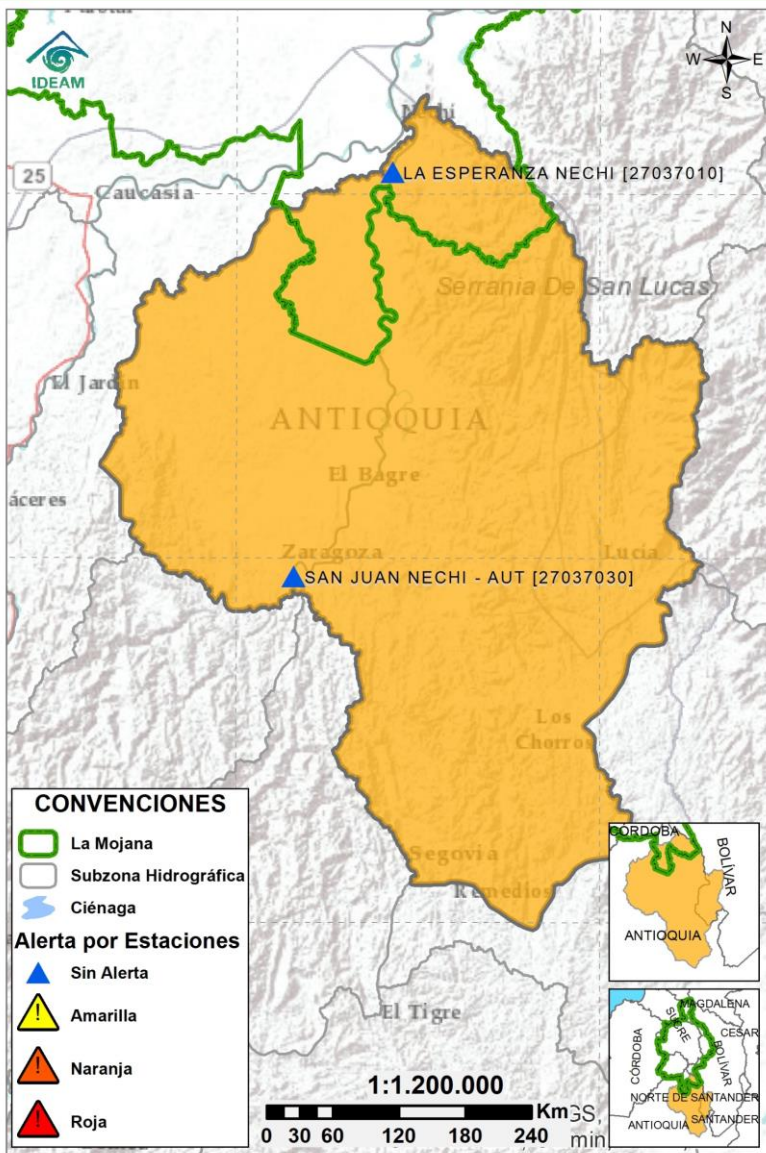 IDEAM
N
W E
S
25
Caucasia
LA ESPERANZA NECHI [27037010]
Serrania De San Lucas
El Jardin
ANTIOQUIA
El Bagre
áceres
Zaragoza
Lucia
SAN JUAN NECHI - AUT [27037030]
Los
Chorros
Segovia
Remedios
El Tigre
CONVENCIONES
La Mojana
Subzona Hidrográfica
Ciénaga
Alerta por Estaciones
Sin Alerta
Amarilla
Naranja
Roja
1:1.200.000
Km
0 30 60 120 180 240
GS,
min
CÓRDOBA
BOLÍVAR
ANTIOQUIA
MAGDALENA
SUCRE
CESAR
CÓRDOBA
BOLÍVAR
NORTE DE SANTANDER
SANTANDER
ANTIOQUIA